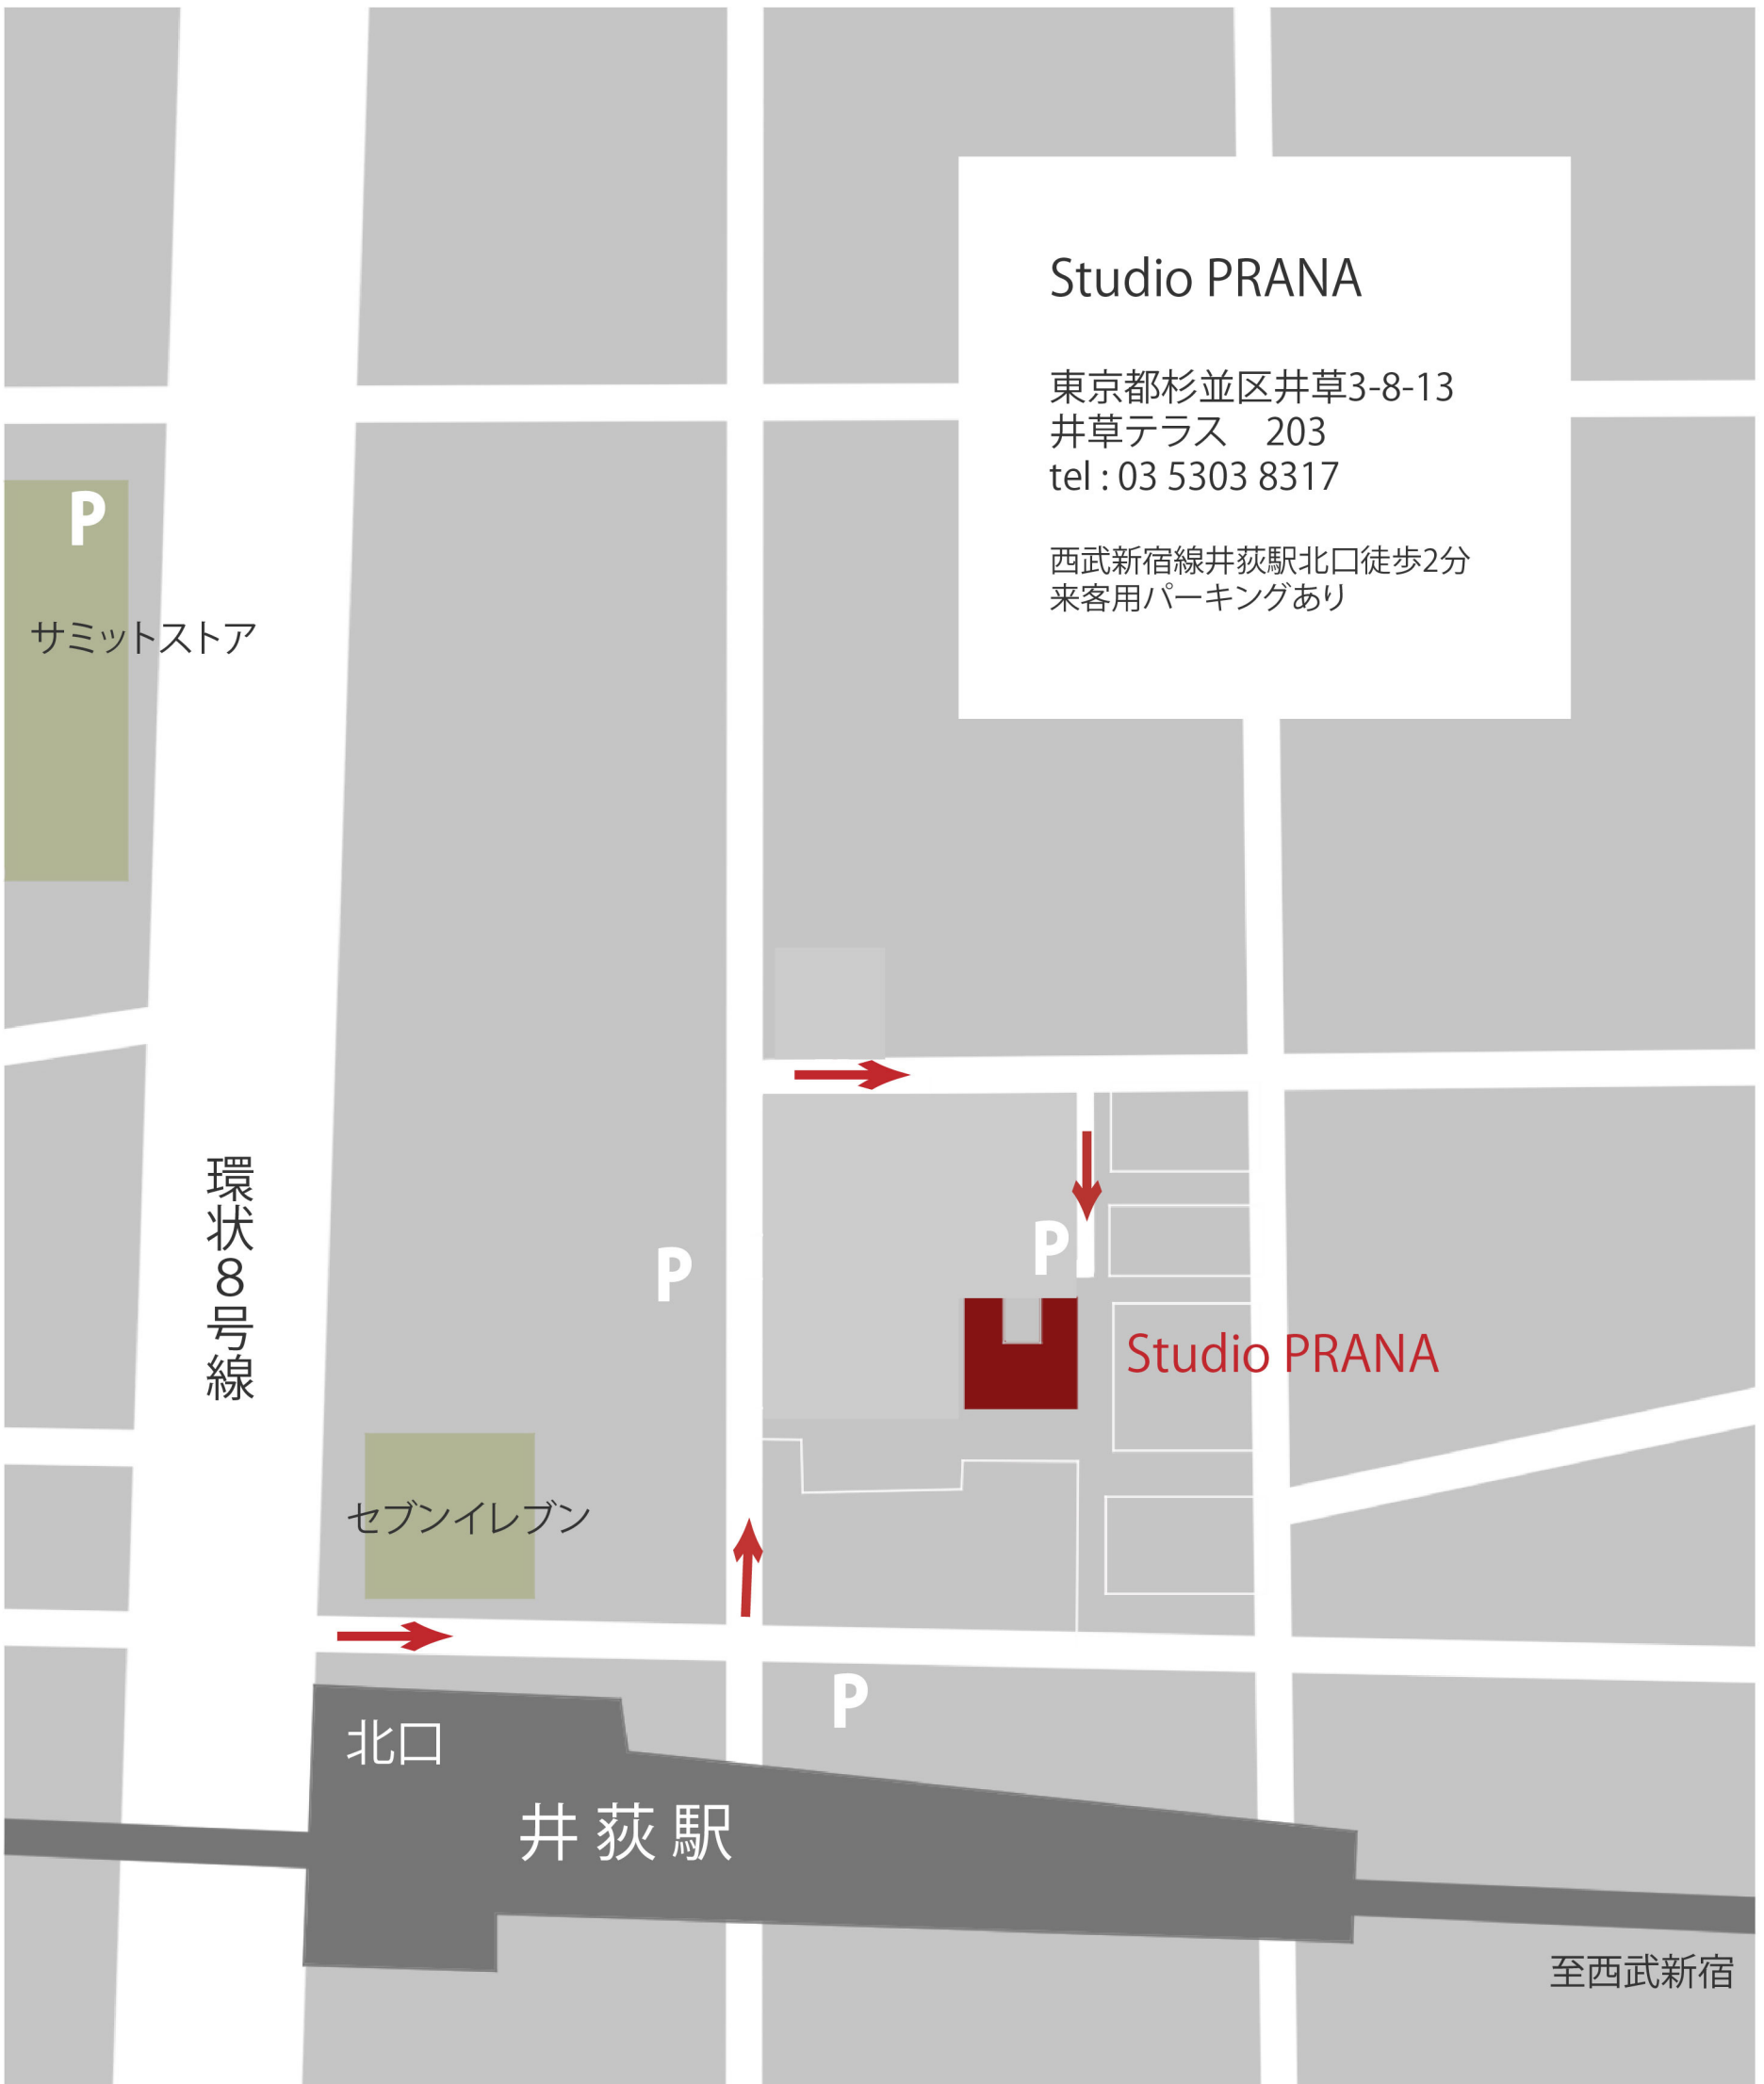 Studio PRANA
東京都杉並区井草3-8-13
井草テラス　203
tel : 03 5303 8317
西武新宿線井荻駅北口徒歩2分
来客用パーキングあり
P
サミットストア
環状8号線
P
P
Studio PRANA
セブンイレブン
P
北口
井荻駅
至西武新宿